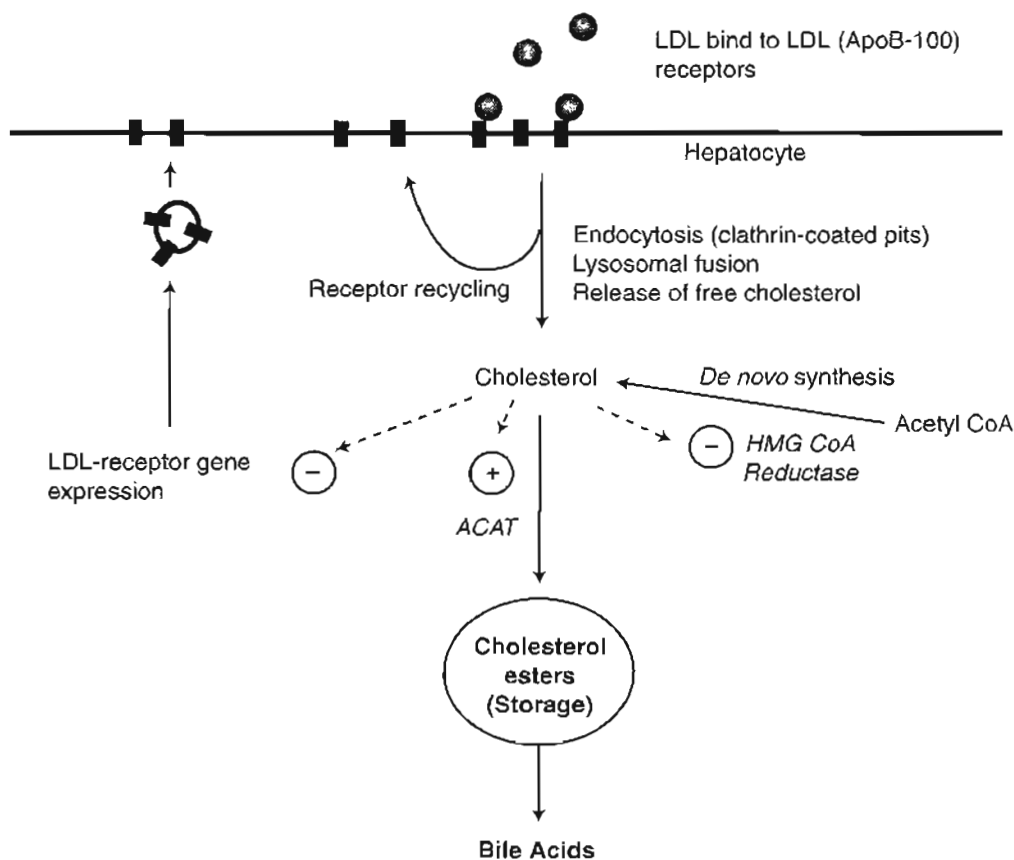 LDL bind to LDL (ApoB-100)
receptors
Hepatocyte
Endocytosis (clathrin-coated pits)
Lysosomal fusion
Release of free cholesterol
Receptor recycling
Cholesterol
De novo synthesis
Acetyl CoA
LDL-receptor gene
expression
−
+
ACAT
−
HMG CoA
Reductase
Cholesterol
esters
(Storage)
Bile Acids